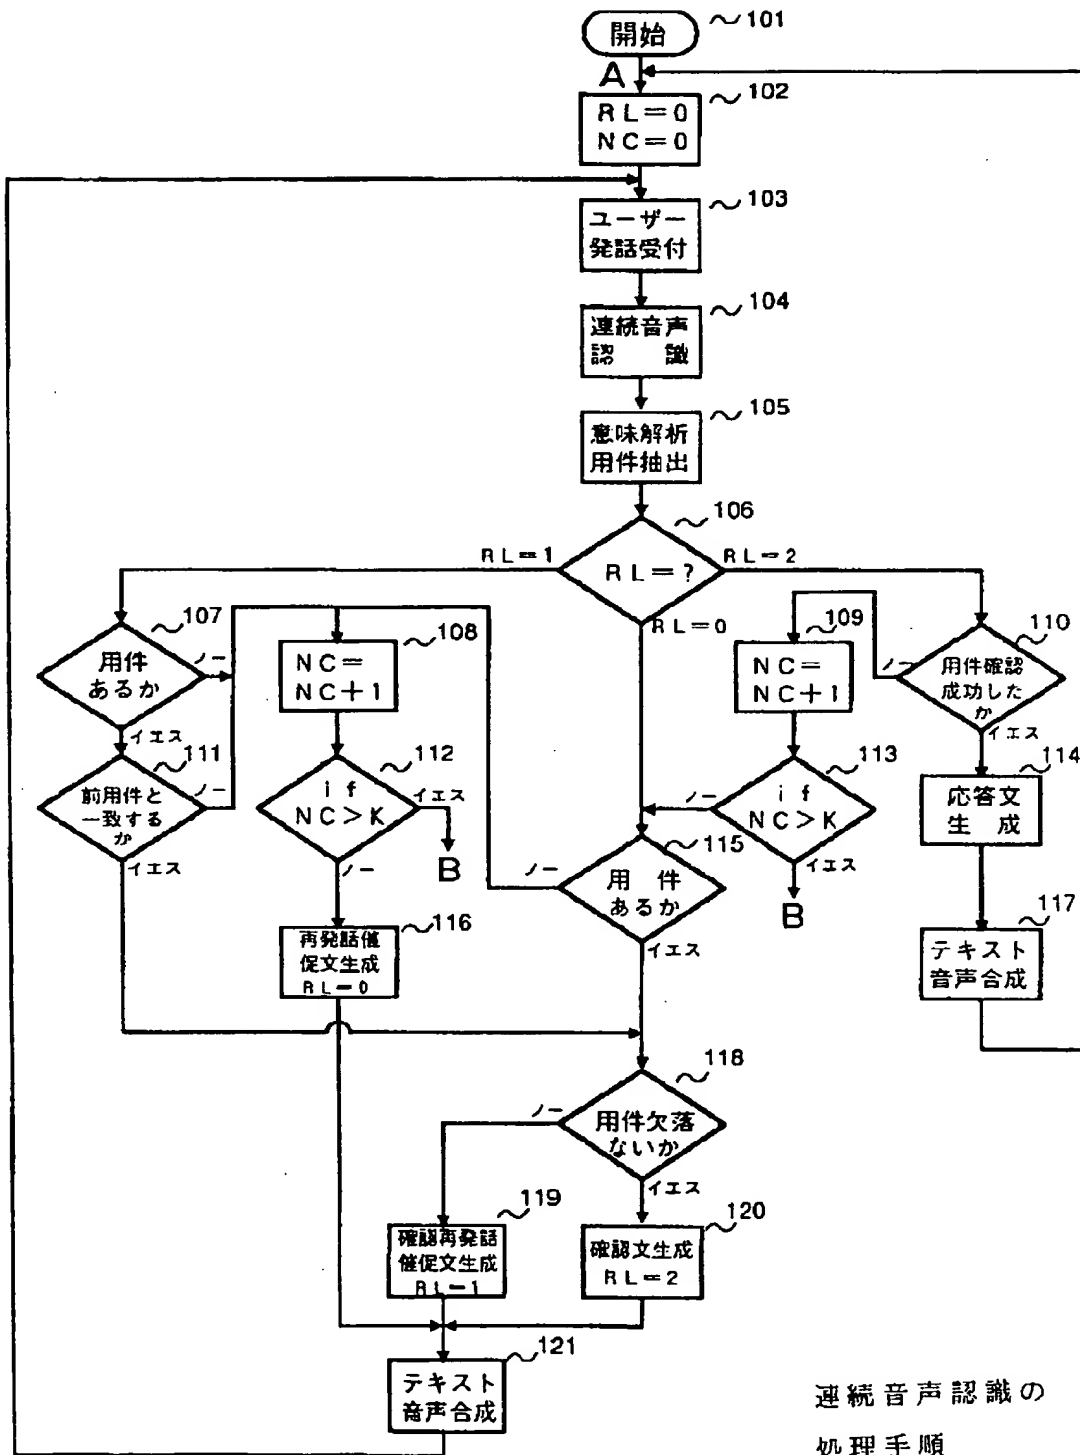 開始
101
A
102
RL=0
NC=0
103
ユーザー
発話受付
104
連続音声
認識
105
意味解析
用件抽出
106
RL=1
RL=?
RL=2
RL=0
107
用件
あるか
ノー
イエス
108
NC=
NC+1
109
NC=
NC+1
110
用件確認
成功した
か
ノー
イエス
111
前用件と
一致する
か
ノー
イエス
112
if
NC>K
イエス
B
ノー
113
if
NC>K
ノー
イエス
B
114
応答文
生成
115
用件
あるか
ノー
イエス
116
再発話催
促文生成
RL=0
117
テキスト
音声合成
118
用件欠落
ないか
ノー
イエス
119
確認再発話
催促文生成
RL=1
120
確認文生成
RL=2
121
テキスト
音声合成
連続音声認識の
処理手順